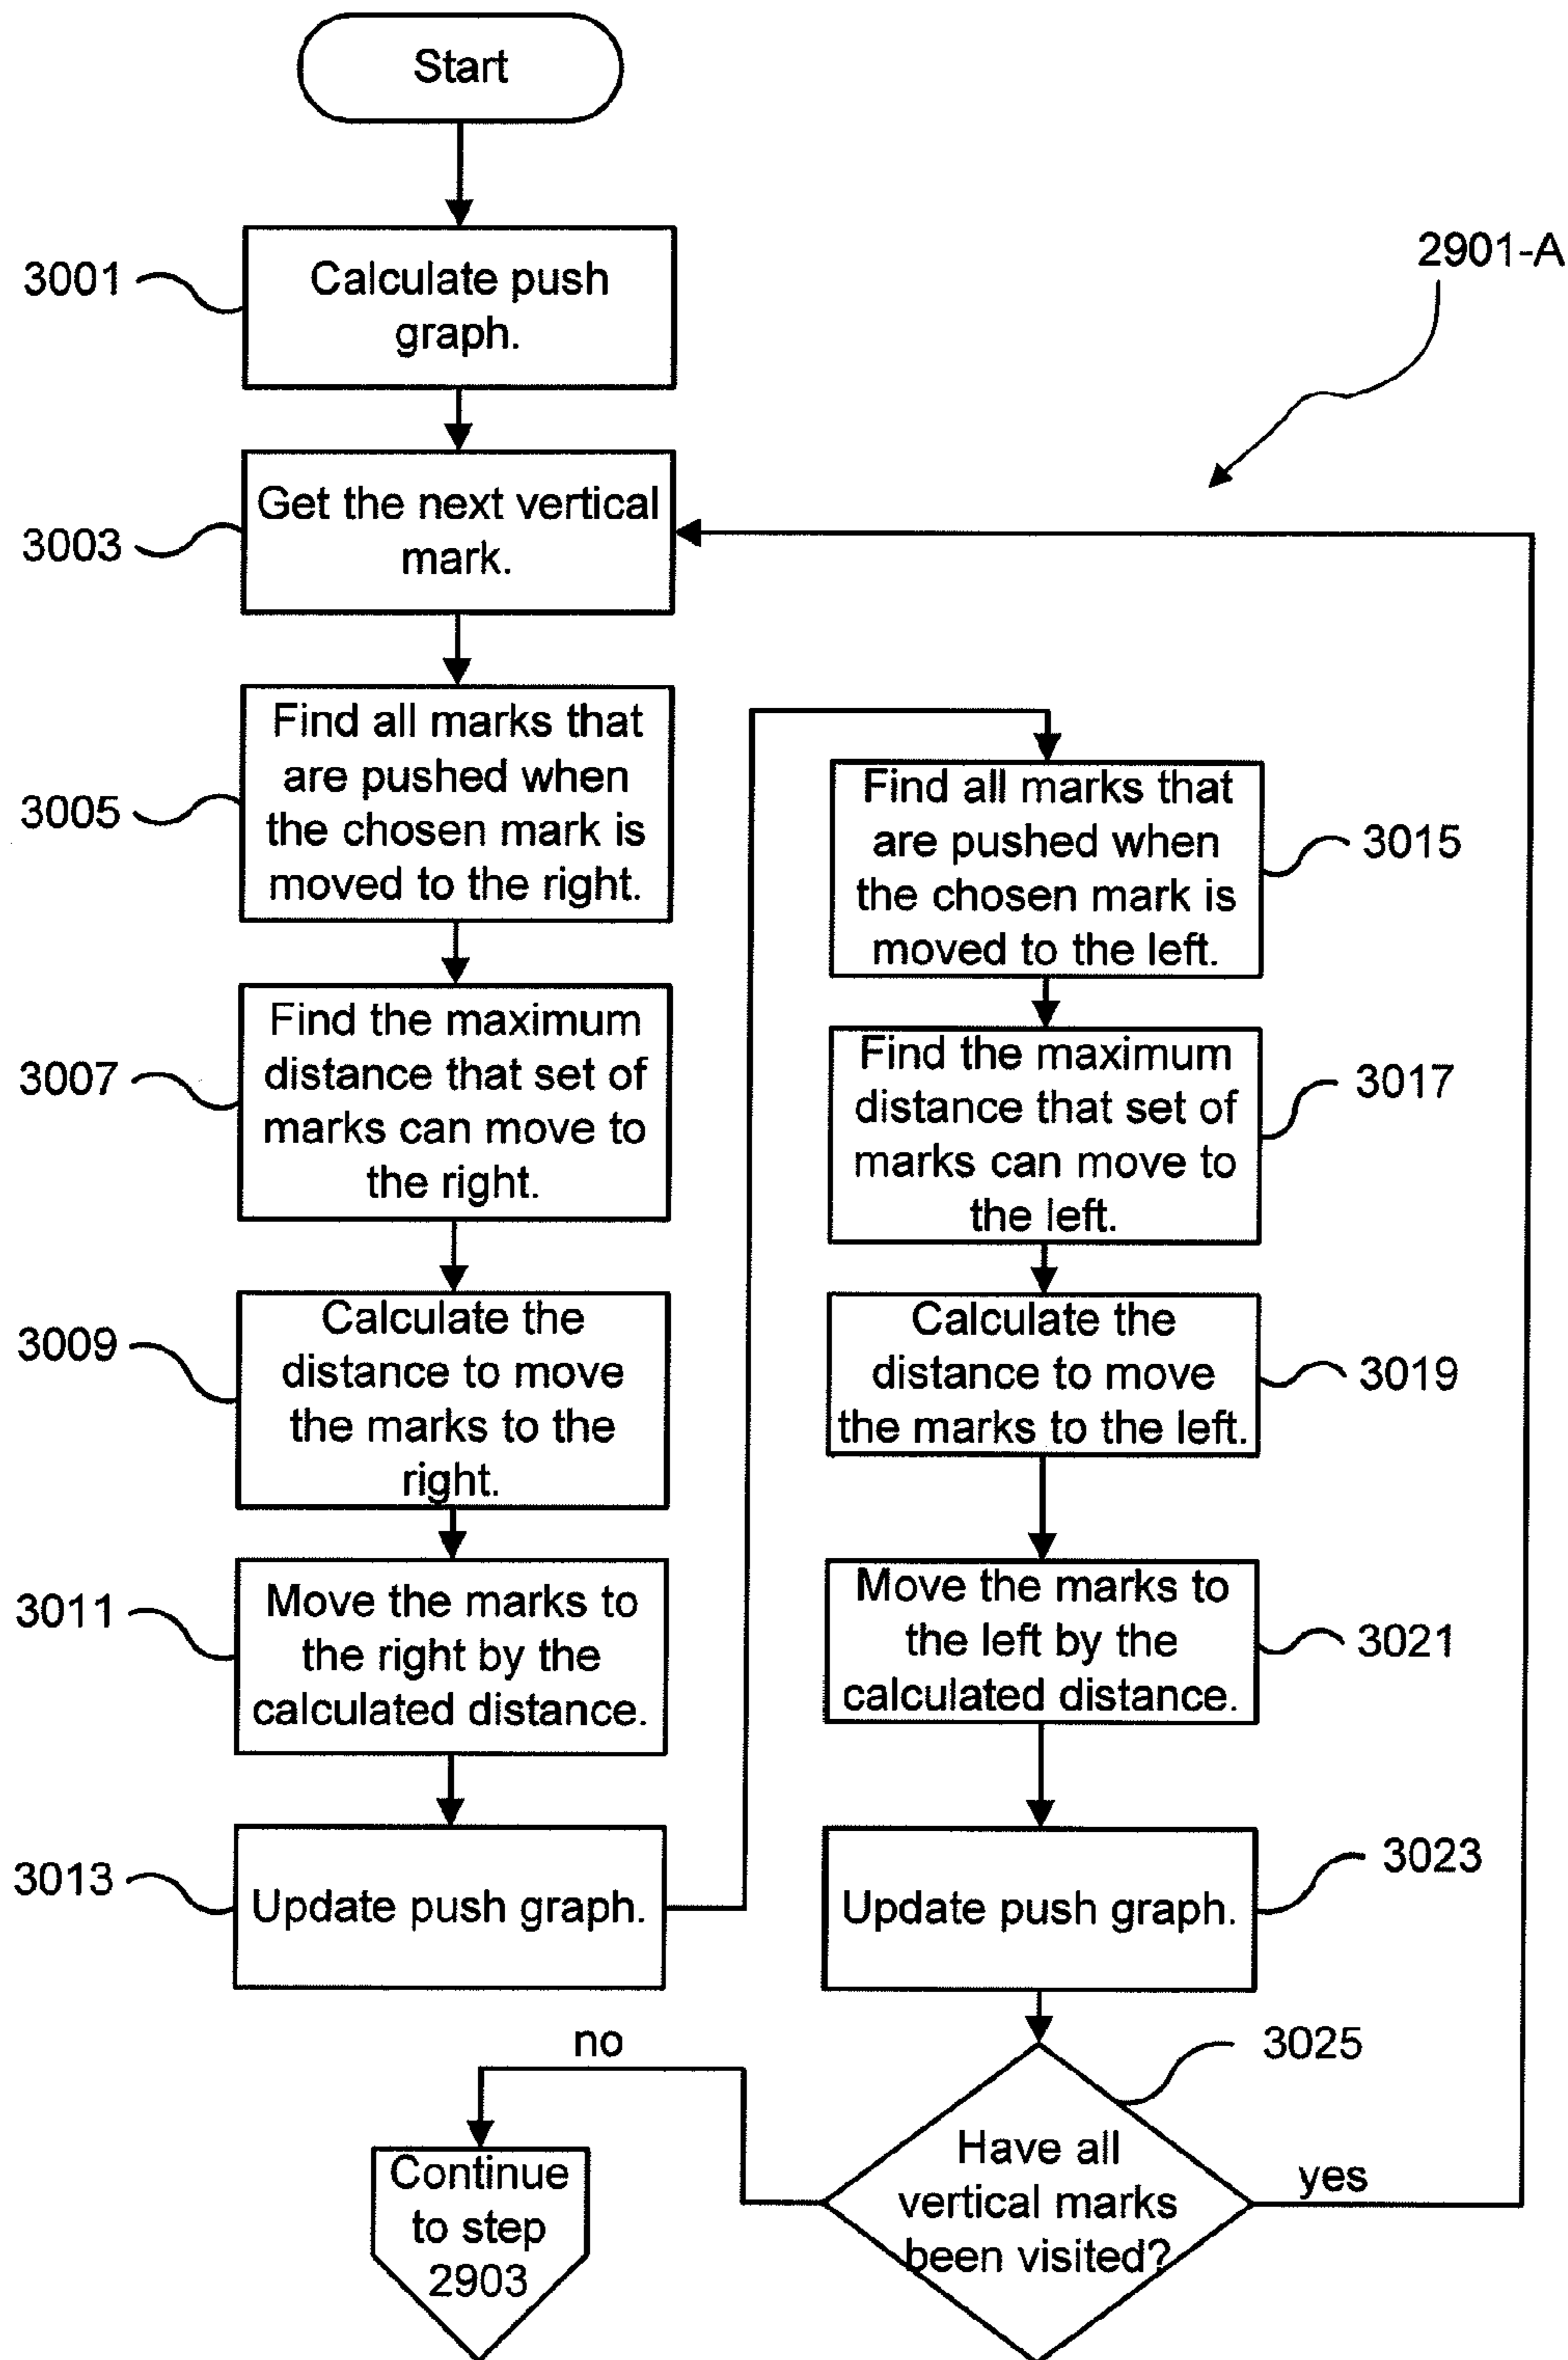 Start
3001
Calculate push
graph.
2901-A
3003
Get the next vertical
mark.
3005
Find all marks that
are pushed when
the chosen mark is
moved to the right.
3007
Find the maximum
distance that set of
marks can move to
the right.
3009
Calculate the
distance to move
the marks to the
right.
3011
Move the marks to
the right by the
calculated distance.
3013
Update push graph.
Find all marks that
are pushed when
the chosen mark is
moved to the left.
3015
Find the maximum
distance that set of
marks can move to
the left.
3017
Calculate the
distance to move
the marks to the left.
3019
Move the marks to
the left by the
calculated distance.
3021
Update push graph.
3023
3025
Have all
vertical marks
been visited?
yes
no
Continue
to step
2903